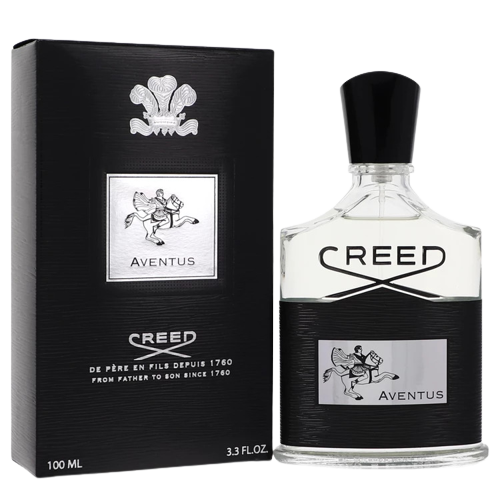 AVENTUS
CREED
DE PÈRE EN FILS DEPUIS 1760
FROM FATHER TO SON SINCE 1760
100 ML
3.3 FL.OZ.
CREED
AVENTUS